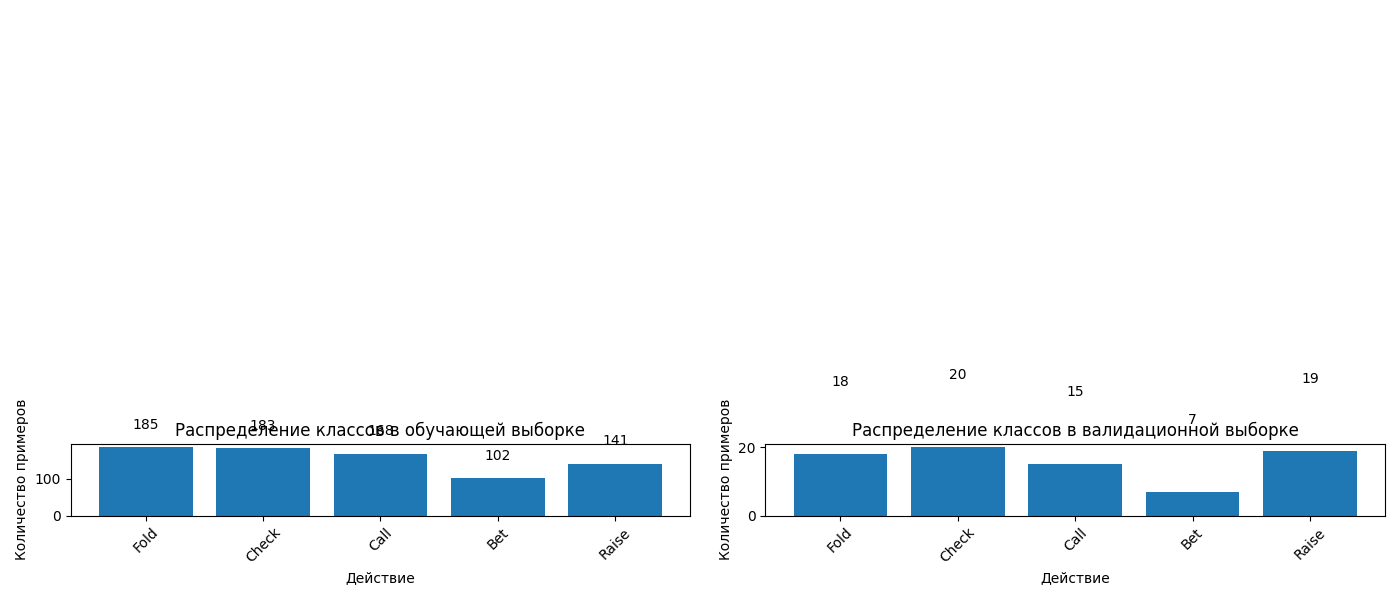 185
183
168
102
141
Распределение классов в обучающей выборке
Количество примеров
100
0
Fold
Check
Call
Bet
Raise
Действие
18
20
15
7
19
Распределение классов в валидационной выборке
Количество примеров
20
0
Fold
Check
Call
Bet
Raise
Действие